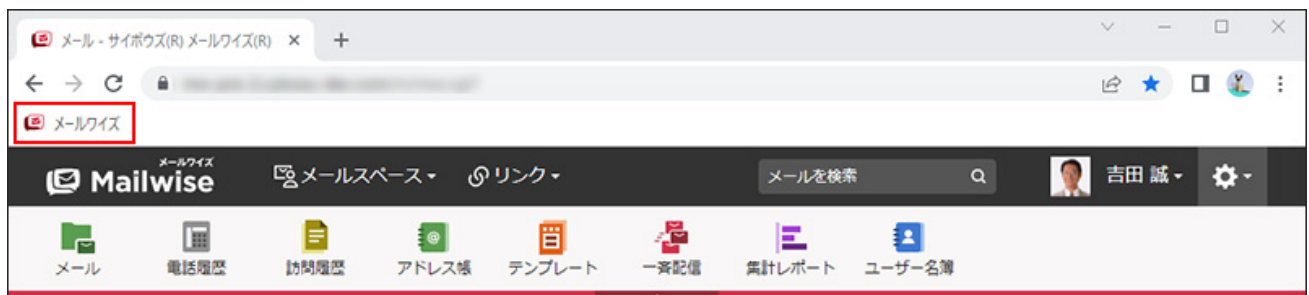 メール - サイボウズ(R) メールワイズ(R)
メールワイズ
メールワイズ
Mailwise メールスペース リンク メールを検索 吉田 誠
メール 電話履歴 訪問履歴 アドレス帳 テンプレート 一斉配信 集計レポート ユーザー名簿